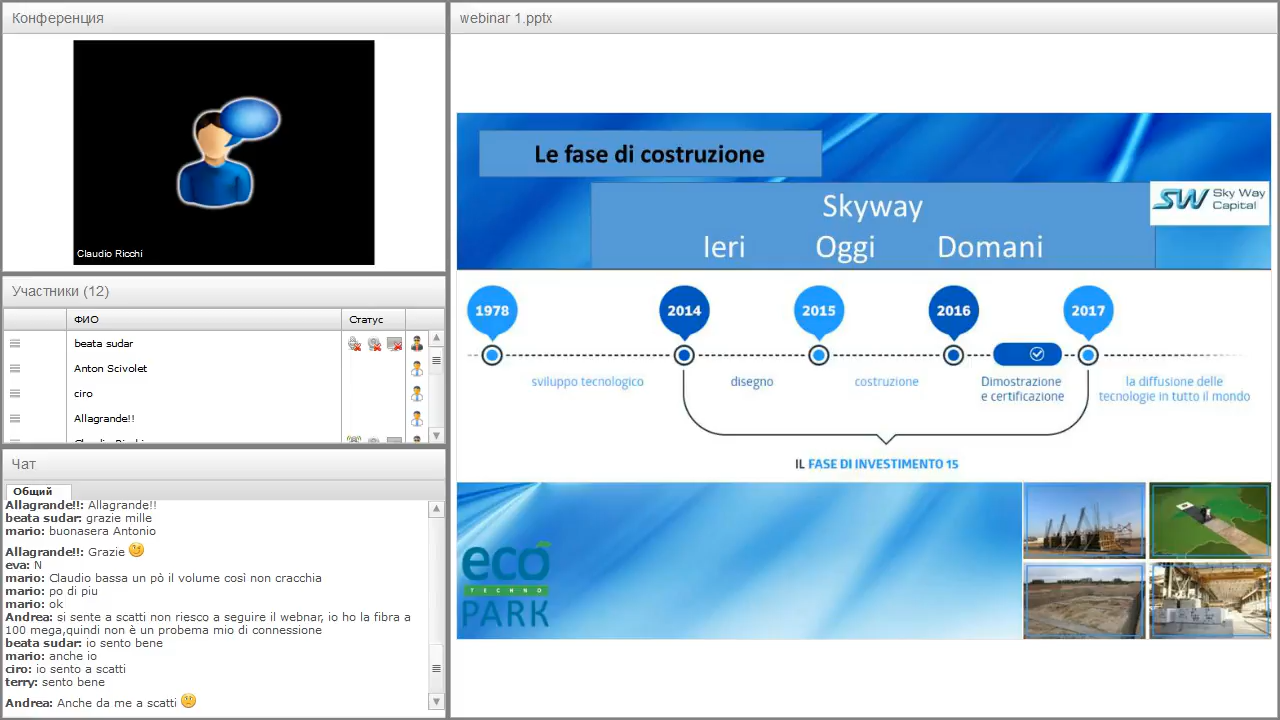 Конференция
Claudio Ricchi
Участники (12)
ФИО
Статус
beata sudar
Anton Scivolet
ciro
Allagrande!!
Чат
Общий
Allagrande!!: Allagrande!!
beata sudar: grazie mille
mario: buonasera Antonio
Allagrande!!: Grazie
eva: N
mario: Claudio bassa un pò il volume così non cracchia
mario: po di piu
mario: ok
Andrea: si sente a scatti non riesco a seguire il webnar, io ho la fibra a
100 mega,quindi non è un probema mio di connessione
beata sudar: io sento bene
mario: anche io
ciro: io sento a scatti
terry: sento bene
Andrea: Anche da me a scatti
webinar 1.pptx
Le fase di costruzione
Skyway
Ieri Oggi Domani
SW Sky Way
Capital
1978 2014 2015 2016 2017
sviluppo tecnologico
disegno
costruzione
Dimostrazione
e certificazione
la diffusione delle
tecnologie in tutto il mondo
IL FASE DI INVESTIMENTO 15
eco
TECHNO
PARK